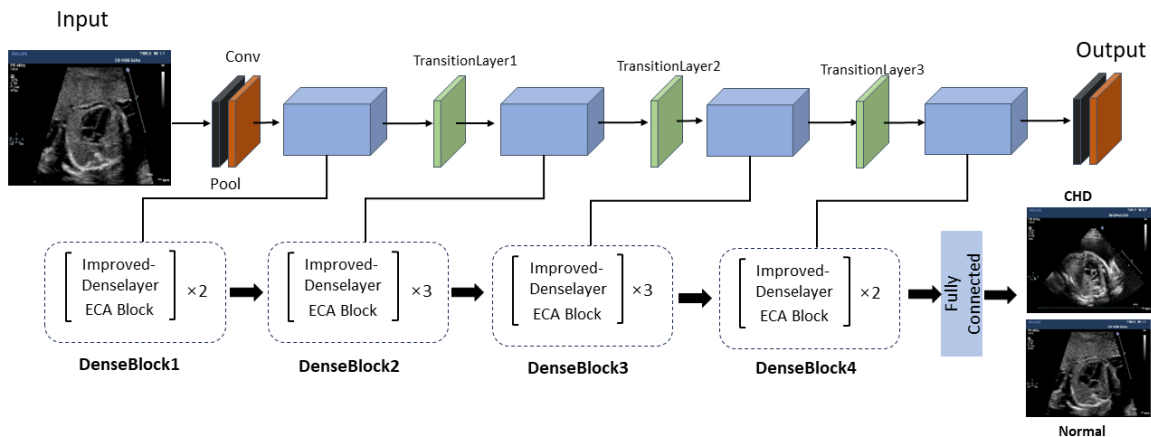 Input
Output
Conv
TransitionLayer1
TransitionLayer2
TransitionLayer3
Pool
CHD
Improved-
Denselayer
ECA Block
×2
Improved-
Denselayer
ECA Block
×3
Improved-
Denselayer
ECA Block
×3
Improved-
Denselayer
ECA Block
×2
Fully
Connected
DenseBlock1
DenseBlock2
DenseBlock3
DenseBlock4
Normal